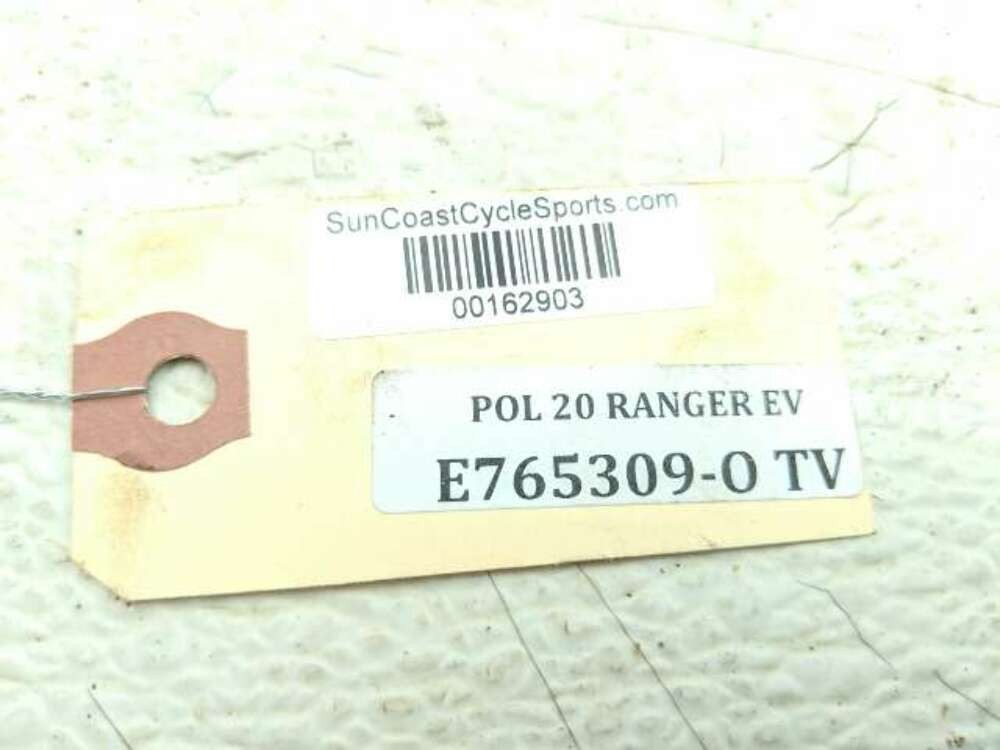 SunCoastCycleSports.com
00162903
POL 20 RANGER EV
E765309-O TV